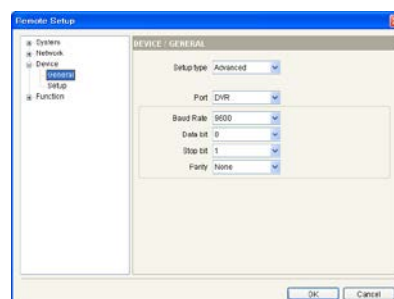 Remote Setup
System
Network
Device
General
Setup
Function
DEVICE / GENERAL
Setup type Advanced
Port DVR
Baud Rate 9600
Data bit 8
Stop bit 1
Parity None
OK Cancel